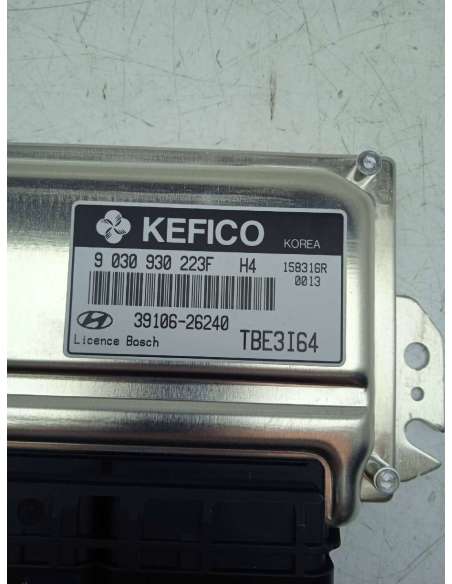 KEFICO KOREA
9 030 930 223F H4 158316R
0013
39106-26240
Licence Bosch TBE3I64